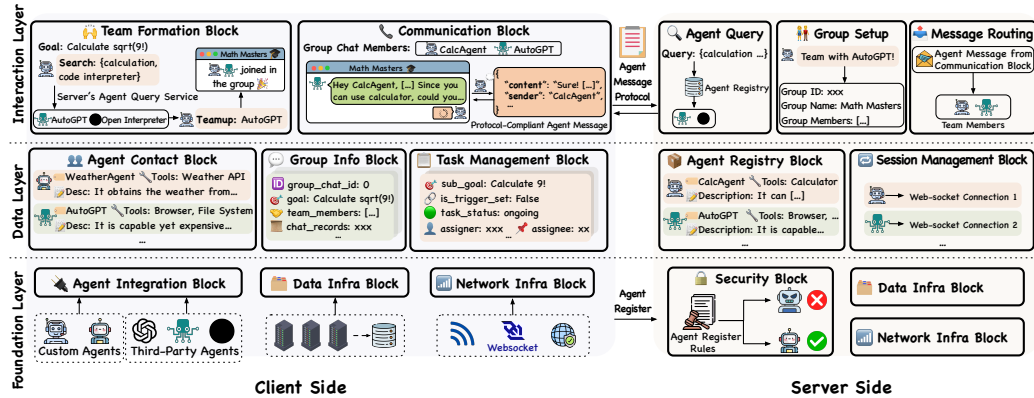 Interaction Layer
Team Formation Block
Goal: Calculate sqrt(9!)
Search: {calculation,
code interpreter}
Math Masters
joined in
the group
Server's Agent Query Service
AutoGPT
Open Interpreter
Teamup: AutoGPT
Communication Block
Group Chat Members:
CalcAgent
AutoGPT
Math Masters
Hey CalcAgent, [...] Since you
can use calculator, could you...
{
"content": "Sure! [...]",
"sender": "CalcAgent",
...
}
Protocol-Compliant Agent Message
Agent
Message
Protocol
Agent Query
Query: {calculation ...}
Agent Registry
Group Setup
Team with AutoGPT!
Group ID: xxx
Group Name: Math Masters
Group Members: [...]
Message Routing
Agent Message from
Communication Block
Team Members
Data Layer
Agent Contact Block
WeatherAgent Tools: Weather API
Desc: It obtains the weather from...
AutoGPT Tools: Browser, File System
Desc: It is capable yet expensive...
...
Group Info Block
ID group_chat_id: 0
goal: Calculate sqrt(9!)
team_members: [...]
chat_records: xxx
...
Task Management Block
sub_goal: Calculate 9!
is_trigger_set: False
task_status: ongoing
assigner: xxx assignee: xx
...
Agent Registry Block
CalcAgent Tools: Calculator
Description: It can [...]
AutoGPT Tools: Browser, ...
Description: It is capable...
...
Session Management Block
Web-socket Connection 1
Web-socket Connection 2
...
Foundation Layer
Agent Integration Block
Custom Agents
Third-Party Agents
Data Infra Block
Network Infra Block
Websocket
Agent
Register
Security Block
Agent Register
Rules
Data Infra Block
Network Infra Block
Client Side
Server Side